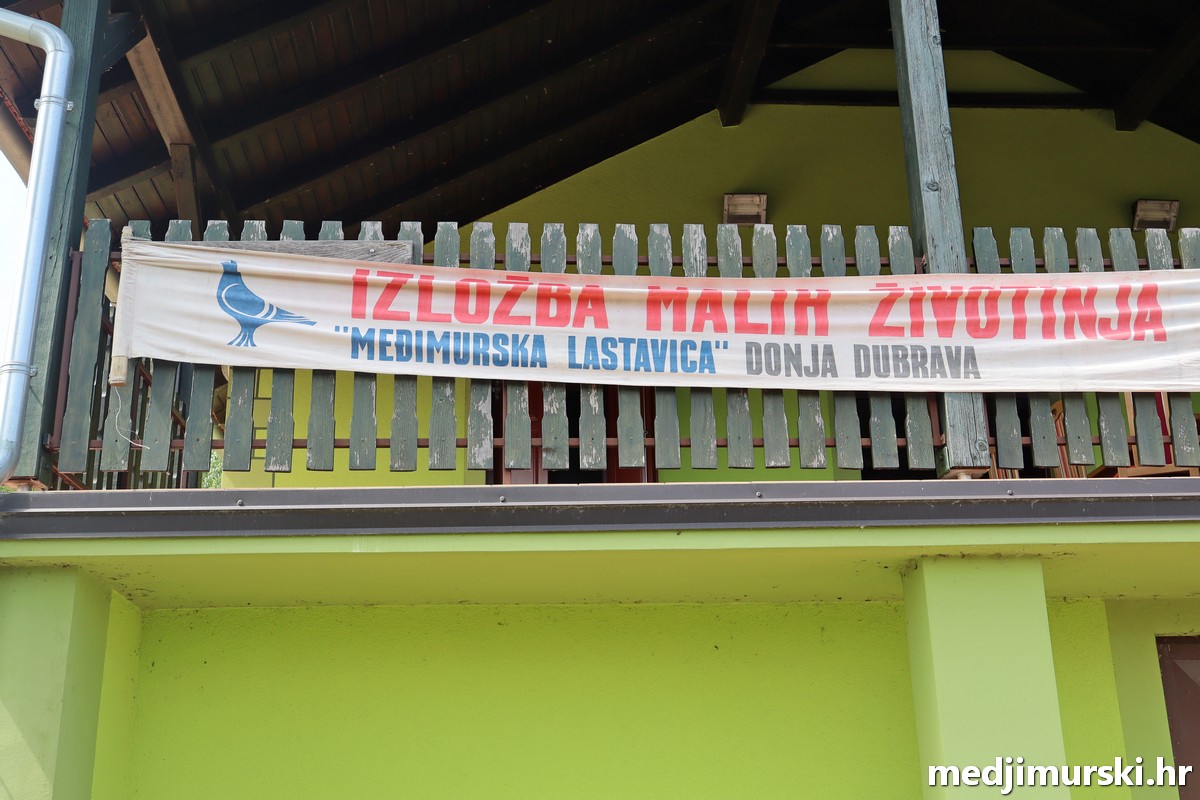 IZLOŽBA MALIH ŽIVOTINJA
"MEĐIMURSKA LASTAVICA" DONJA DUBRAVA
medjimurski.hr